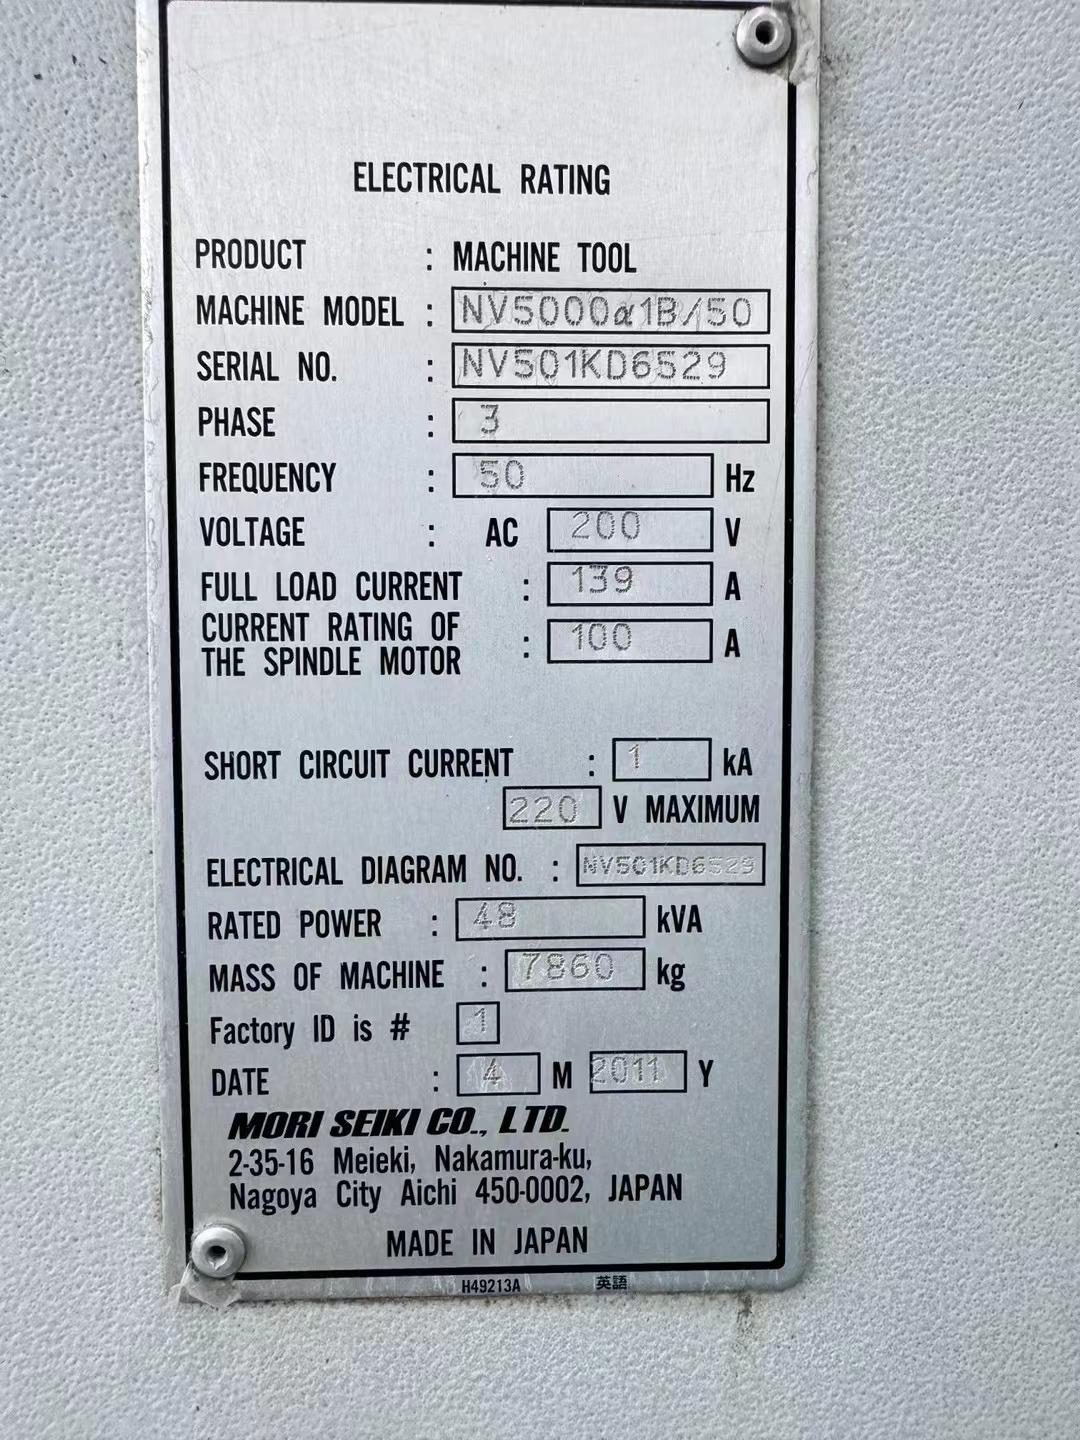 ELECTRICAL RATING
PRODUCT : MACHINE TOOL
MACHINE MODEL : NV5000α1B/50
SERIAL NO. : NV501KD6529
PHASE : 3
FREQUENCY : 50 Hz
VOLTAGE : AC 200 V
FULL LOAD CURRENT : 139 A
CURRENT RATING OF
THE SPINDLE MOTOR : 100 A
SHORT CIRCUIT CURRENT : 1 kA
220 V MAXIMUM
ELECTRICAL DIAGRAM NO. : NV501KD6529
RATED POWER : 48 kVA
MASS OF MACHINE : 7860 kg
Factory ID is # 1
DATE : 4 M 2011 Y
MORI SEIKI CO., LTD.
2-35-16 Meieki, Nakamura-ku,
Nagoya City Aichi 450-0002, JAPAN
MADE IN JAPAN
H49213A 英語